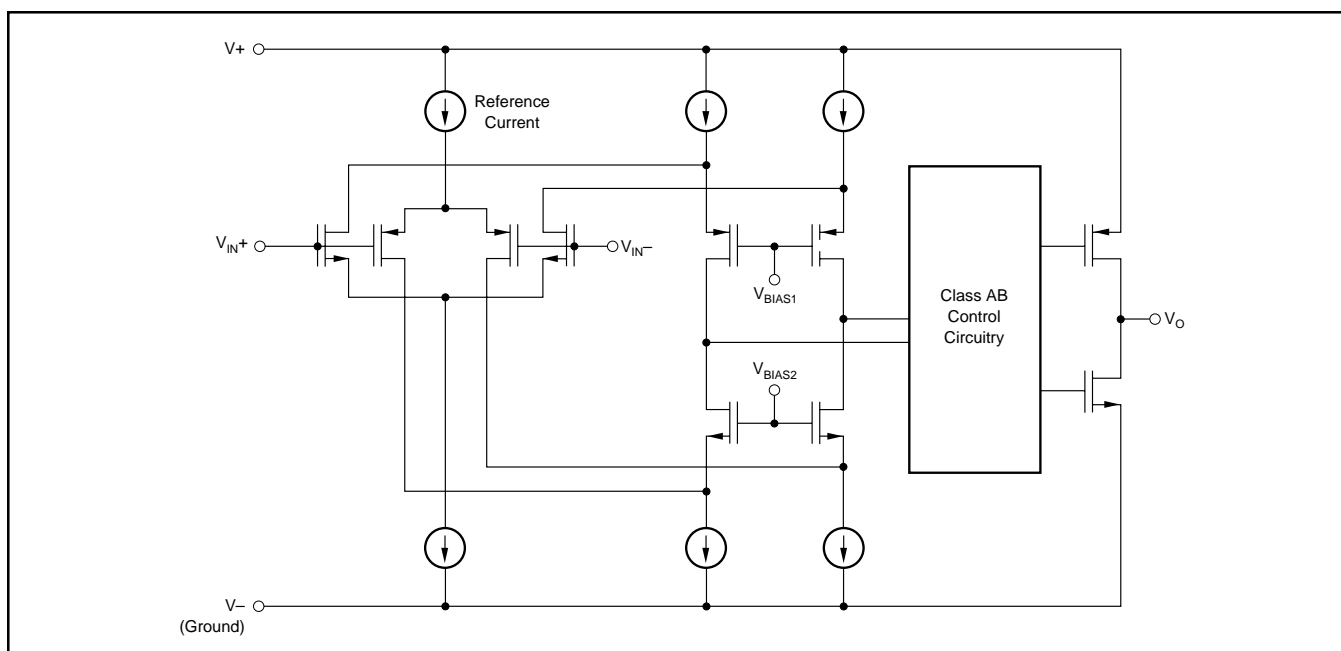 V+
Reference
Current
V_IN+
V_IN–
V_BIAS1
V_BIAS2
Class AB
Control
Circuitry
V_O
V–
(Ground)